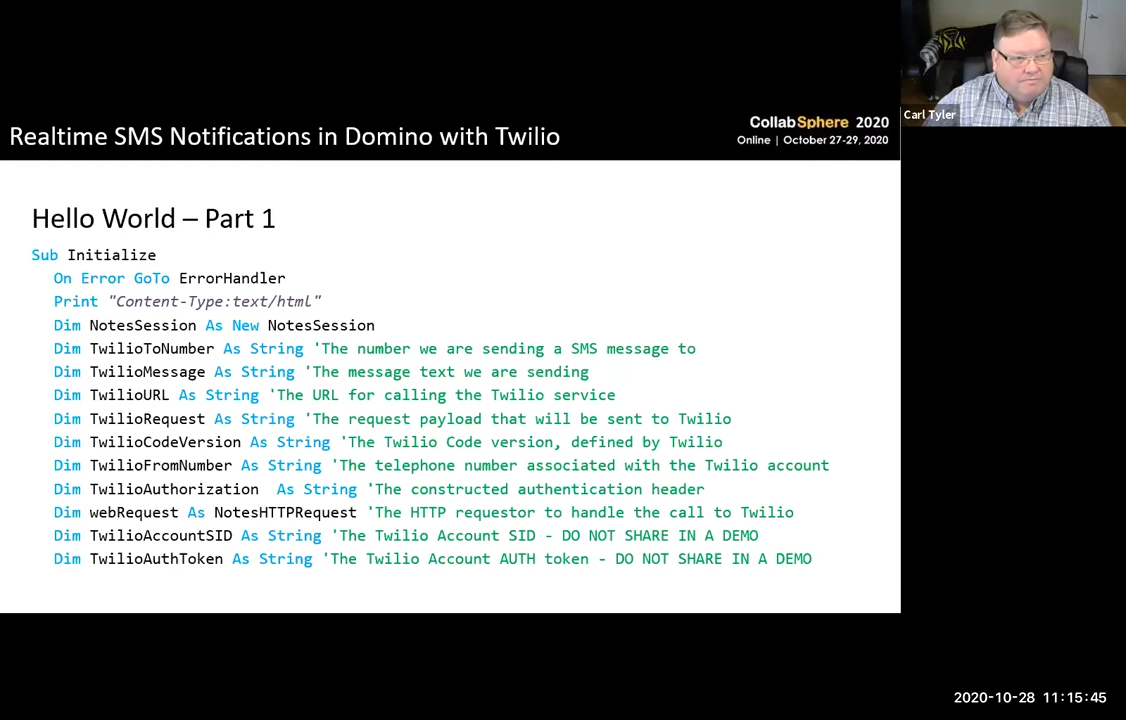 Carl Tyler
Realtime SMS Notifications in Domino with Twilio
CollabSphere 2020
Online | October 27-29, 2020
Hello World – Part 1
Sub Initialize
On Error GoTo ErrorHandler
Print "Content-Type:text/html"
Dim NotesSession As New NotesSession
Dim TwilioToNumber As String 'The number we are sending a SMS message to
Dim TwilioMessage As String 'The message text we are sending
Dim TwilioURL As String 'The URL for calling the Twilio service
Dim TwilioRequest As String 'The request payload that will be sent to Twilio
Dim TwilioCodeVersion As String 'The Twilio Code version, defined by Twilio
Dim TwilioFromNumber As String 'The telephone number associated with the Twilio account
Dim TwilioAuthorization  As String 'The constructed authentication header
Dim webRequest As NotesHTTPRequest 'The HTTP requestor to handle the call to Twilio
Dim TwilioAccountSID As String 'The Twilio Account SID - DO NOT SHARE IN A DEMO
Dim TwilioAuthToken As String 'The Twilio Account AUTH token - DO NOT SHARE IN A DEMO
2020-10-28 11:15:45